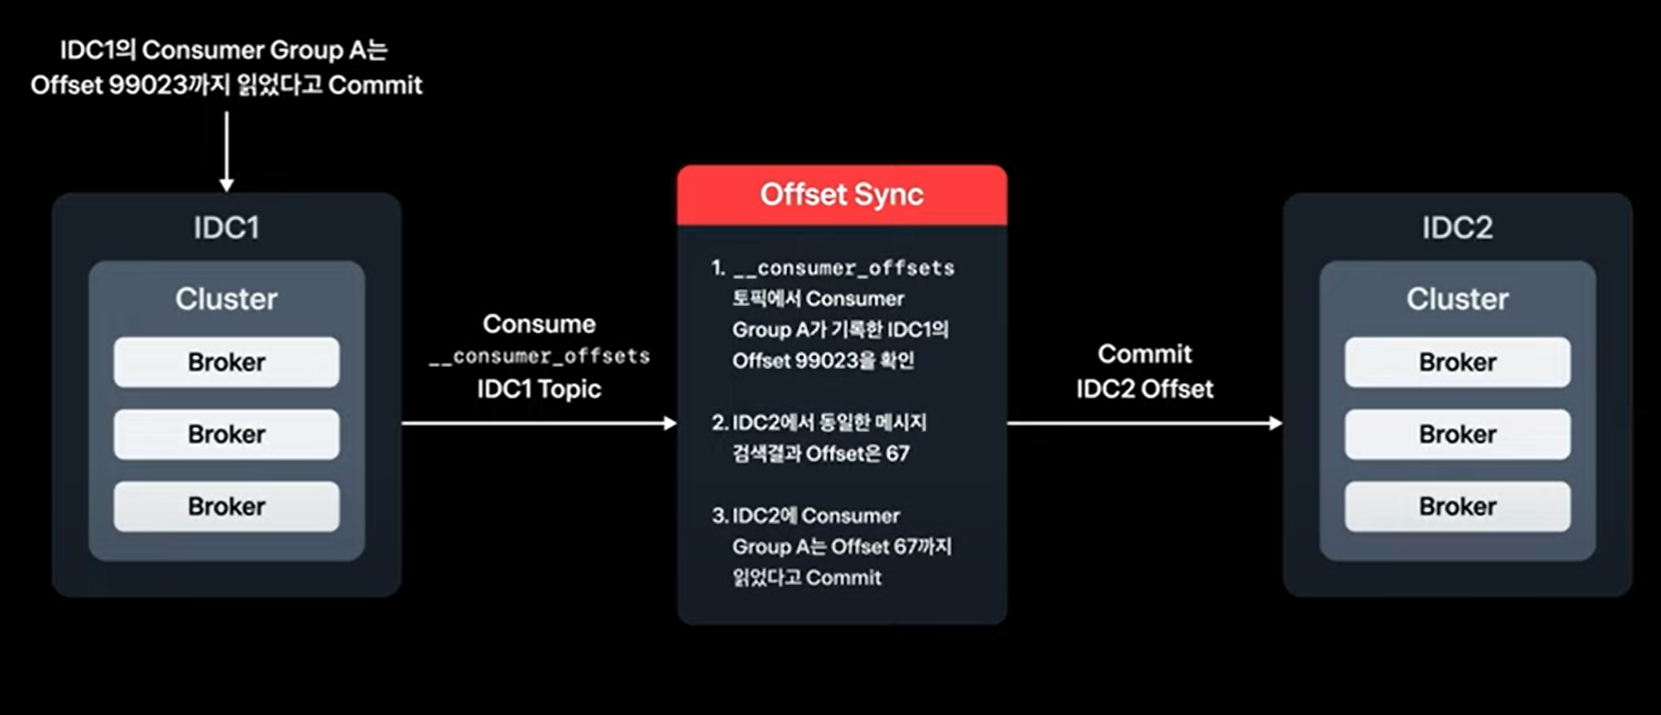 IDC1의 Consumer Group A는
Offset 99023까지 읽었다고 Commit
IDC1
Cluster
Broker
Broker
Broker
Consume
__consumer_offsets
IDC1 Topic
Offset Sync
1. __consumer_offsets
토픽에서 Consumer
Group A가 기록한 IDC1의
Offset 99023을 확인
2. IDC2에서 동일한 메시지
검색결과 Offset은 67
3. IDC2에 Consumer
Group A는 Offset 67까지
읽었다고 Commit
Commit
IDC2 Offset
IDC2
Cluster
Broker
Broker
Broker